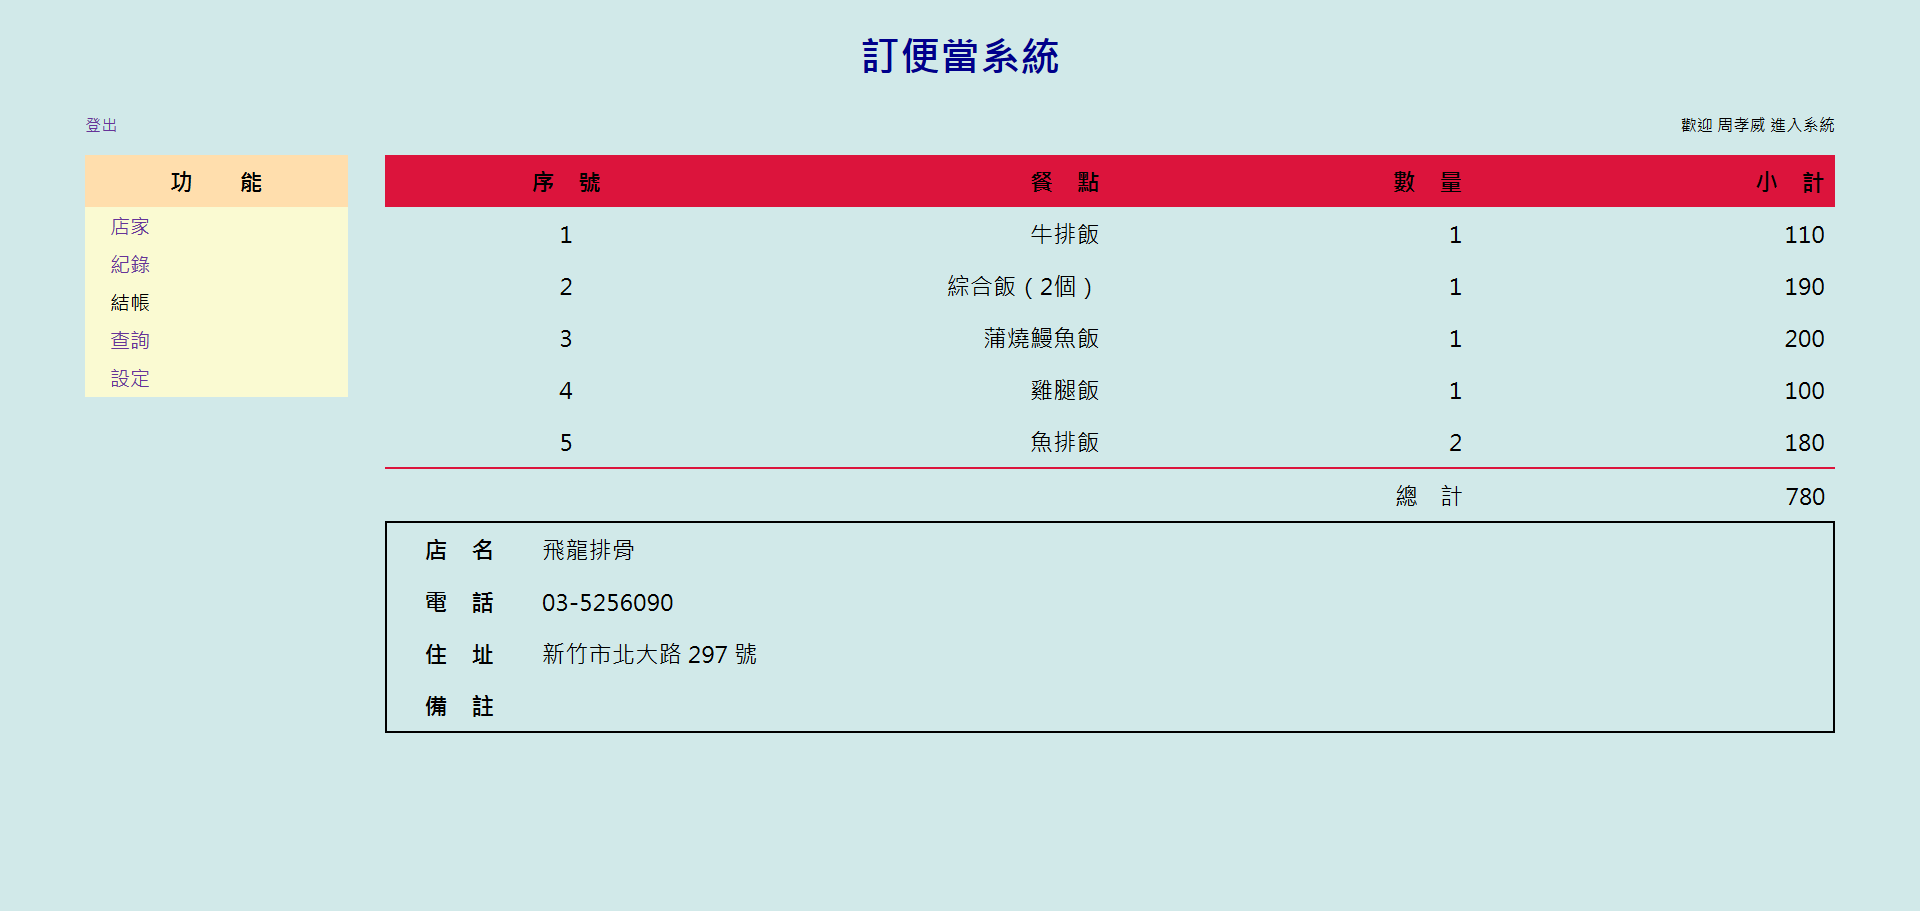 訂便當系統
登出
歡迎 周孝威 進入系統
功 能
店家
紀錄
結帳
查詢
設定
序 號 餐 點 數 量 小 計
1 牛排飯 1 110
2 綜合飯（2個） 1 190
3 蒲燒鰻魚飯 1 200
4 雞腿飯 1 100
5 魚排飯 2 180
總 計 780
店 名 飛龍排骨
電 話 03-5256090
住 址 新竹市北大路 297 號
備 註